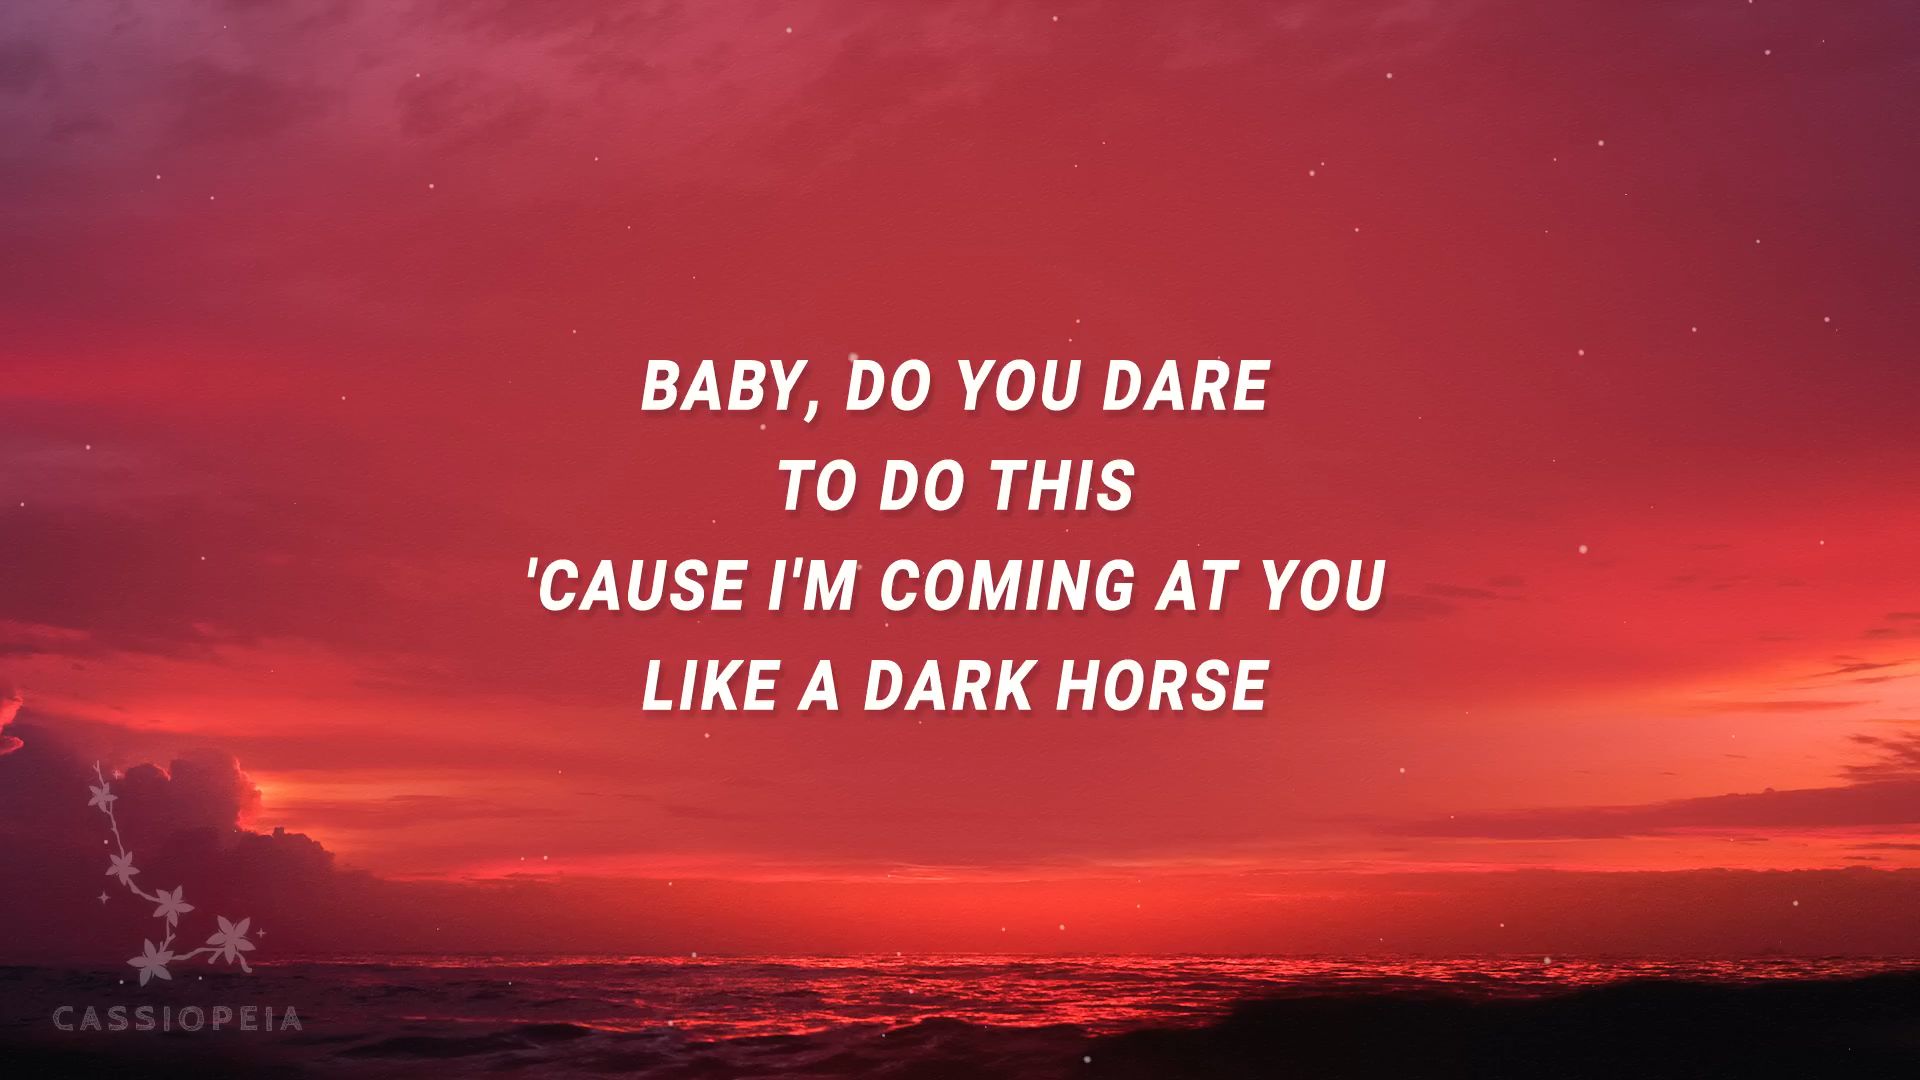 BABY, DO YOU DARE
TO DO THIS
'CAUSE I'M COMING AT YOU
LIKE A DARK HORSE
CASSIOPEIA